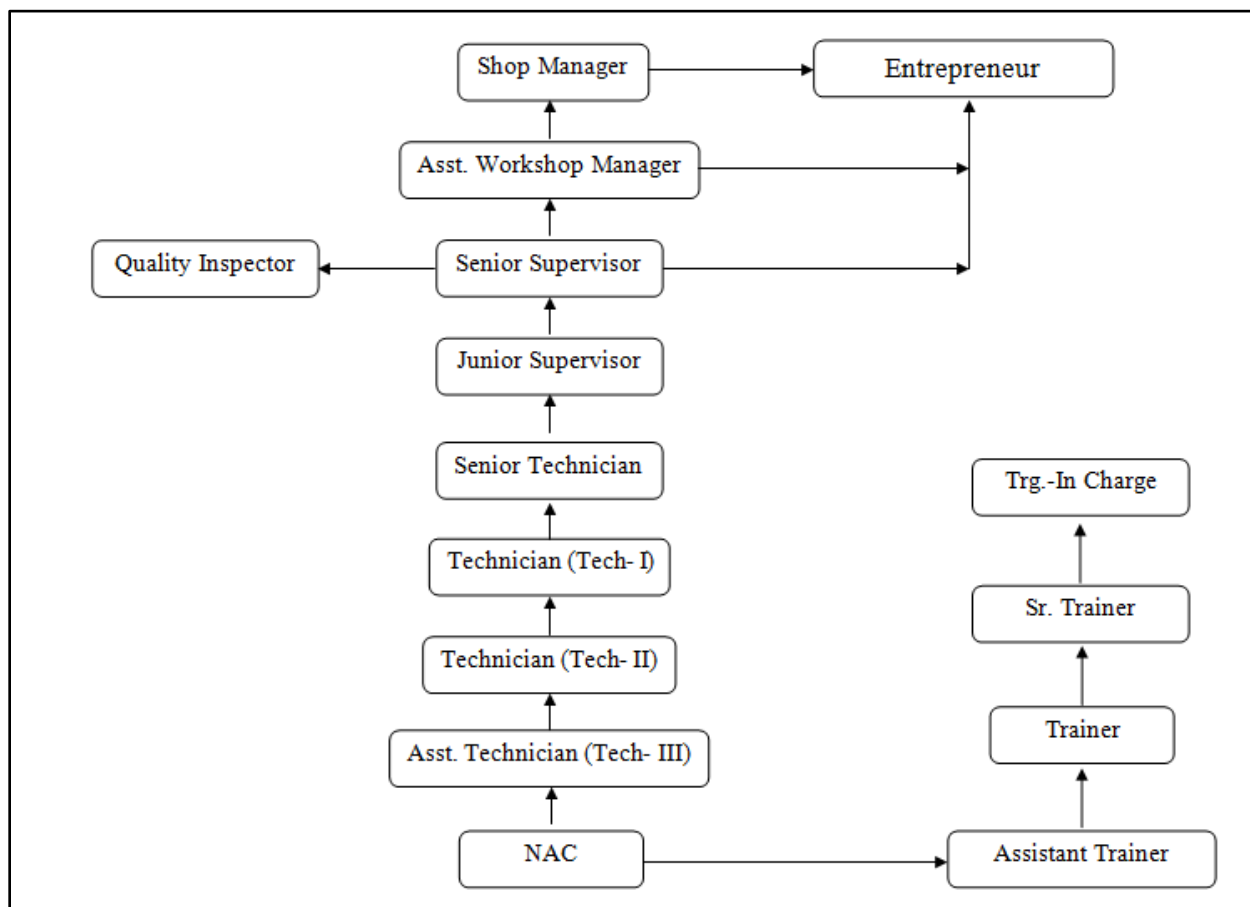 Shop Manager
Entrepreneur
Asst. Workshop Manager
Quality Inspector
Senior Supervisor
Junior Supervisor
Senior Technician
Trg.-In Charge
Technician (Tech- I)
Sr. Trainer
Technician (Tech- II)
Trainer
Asst. Technician (Tech- III)
NAC
Assistant Trainer